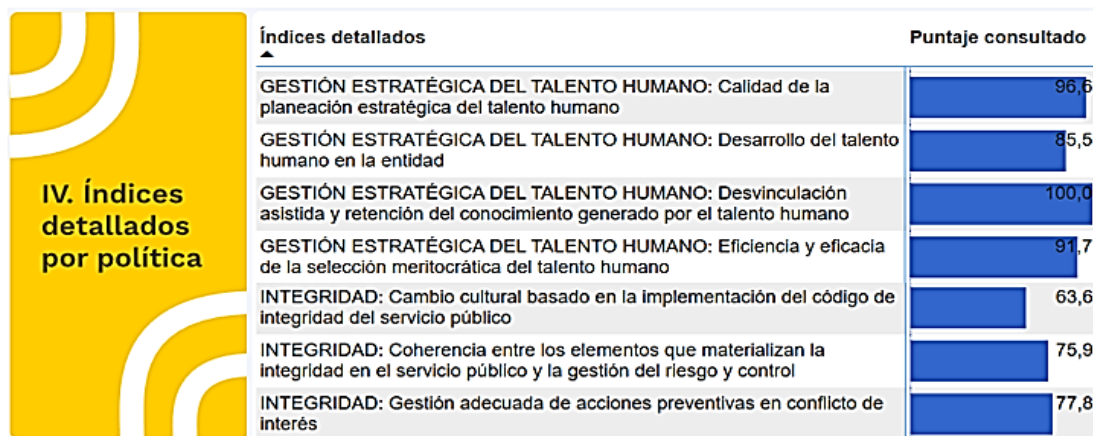 IV. Índices
detallados
por política
Índices detallados
Puntaje consultado
GESTIÓN ESTRATÉGICA DEL TALENTO HUMANO: Calidad de la
planeación estratégica del talento humano
96,6
GESTIÓN ESTRATÉGICA DEL TALENTO HUMANO: Desarrollo del talento
humano en la entidad
85,5
GESTIÓN ESTRATÉGICA DEL TALENTO HUMANO: Desvinculación
asistida y retención del conocimiento generado por el talento humano
100,0
GESTIÓN ESTRATÉGICA DEL TALENTO HUMANO: Eficiencia y eficacia
de la selección meritocrática del talento humano
91,7
INTEGRIDAD: Cambio cultural basado en la implementación del código de
integridad del servicio público
63,6
INTEGRIDAD: Coherencia entre los elementos que materializan la
integridad en el servicio público y la gestión del riesgo y control
75,9
INTEGRIDAD: Gestión adecuada de acciones preventivas en conflicto de
interés
77,8